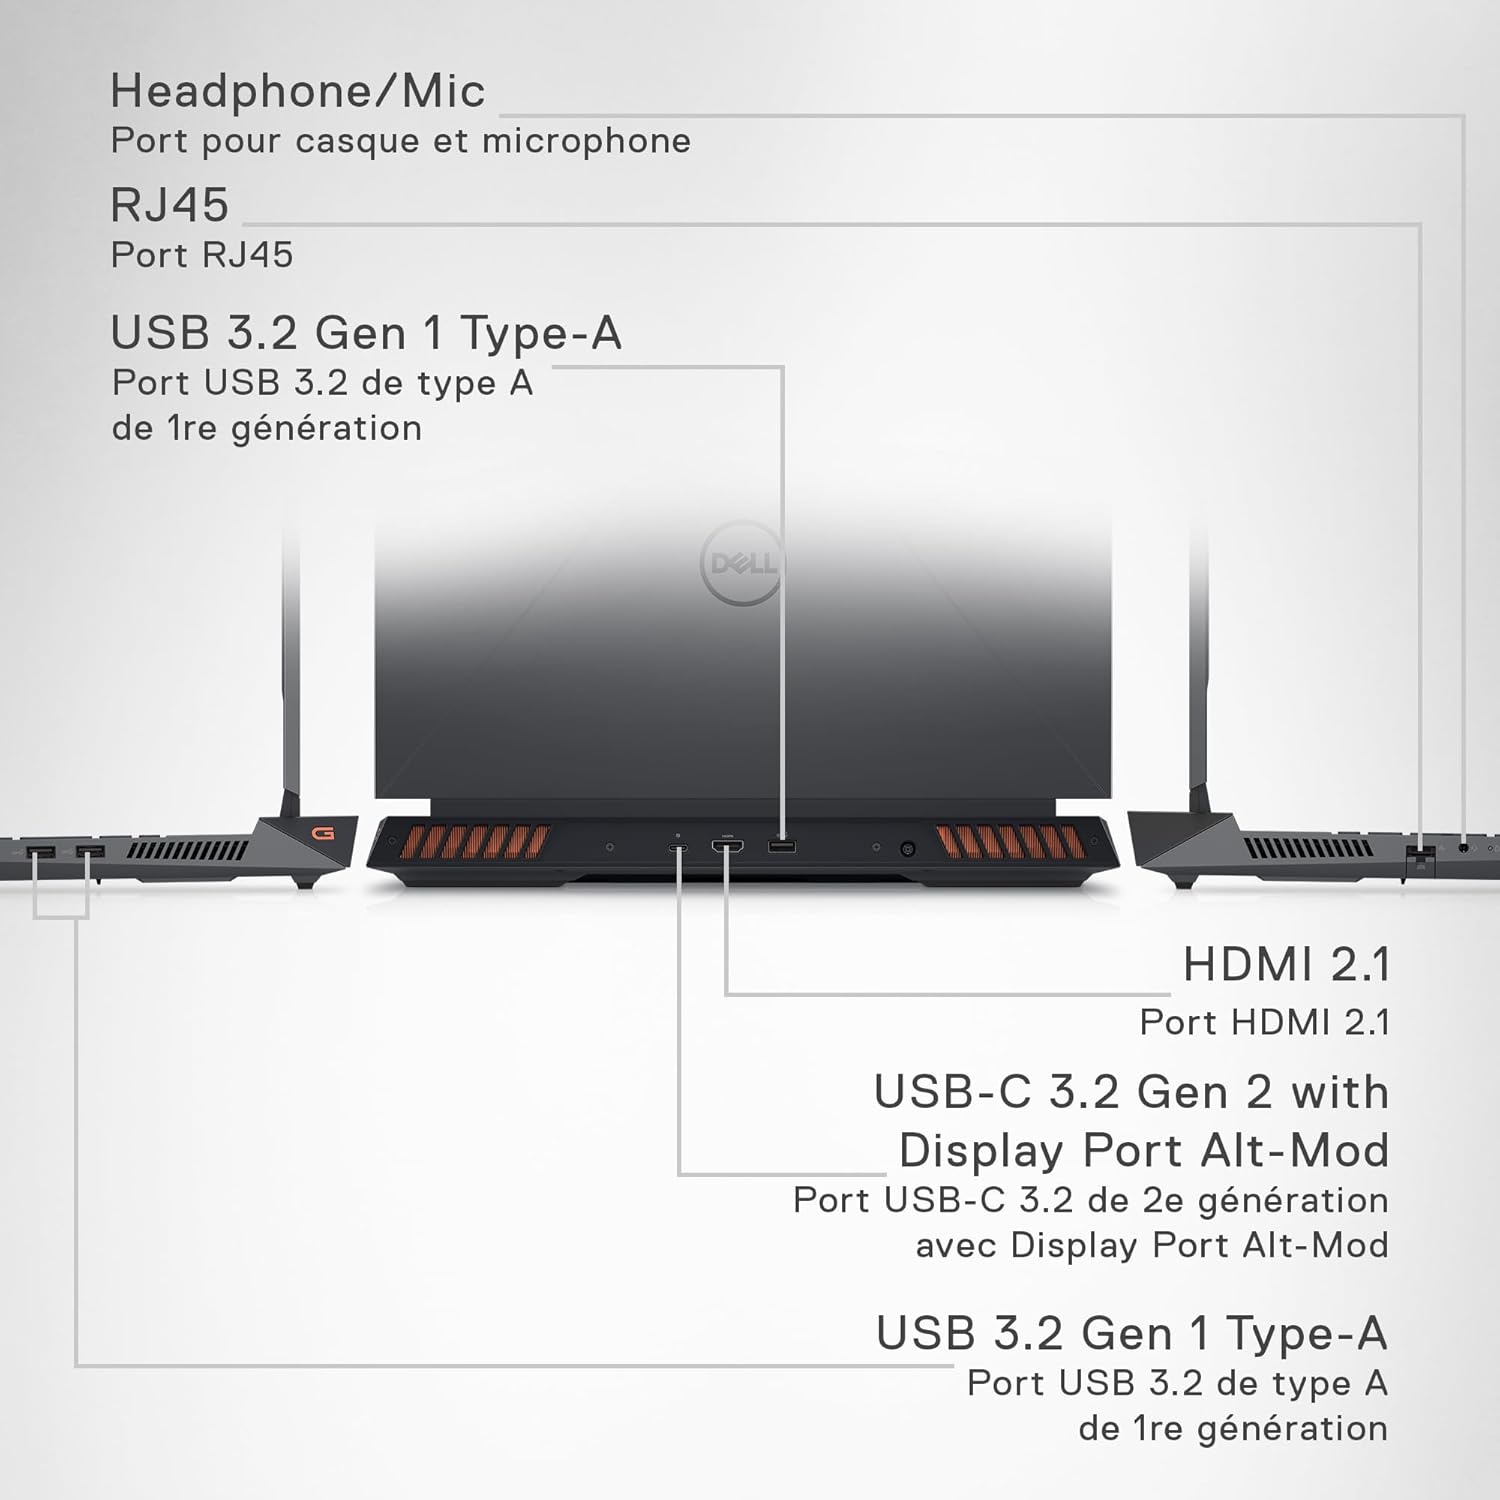 Headphone/Mic
Port pour casque et microphone
RJ45
Port RJ45
USB 3.2 Gen 1 Type-A
Port USB 3.2 de type A
de 1re génération
DELL
G
HDMI 2.1
Port HDMI 2.1
USB-C 3.2 Gen 2 with
Display Port Alt-Mod
Port USB-C 3.2 de 2e génération
avec Display Port Alt-Mod
USB 3.2 Gen 1 Type-A
Port USB 3.2 de type A
de 1re génération